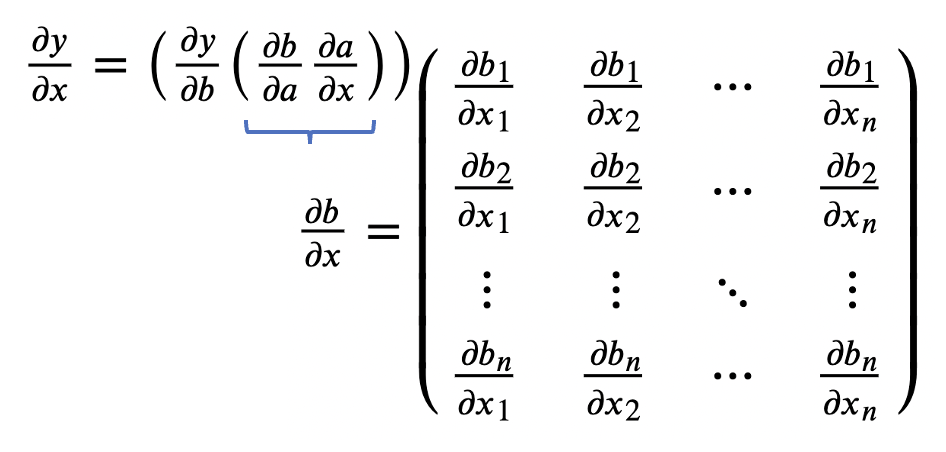 ∂y/∂x = (∂y/∂b (∂b/∂a ∂a/∂x))
∂b/∂x = (
∂b₁/∂x₁ ∂b₁/∂x₂ ⋯ ∂b₁/∂xₙ
∂b₂/∂x₁ ∂b₂/∂x₂ ⋯ ∂b₂/∂xₙ
⋮ ⋮ ⋱ ⋮
∂bₙ/∂x₁ ∂bₙ/∂x₂ ⋯ ∂bₙ/∂xₙ
)